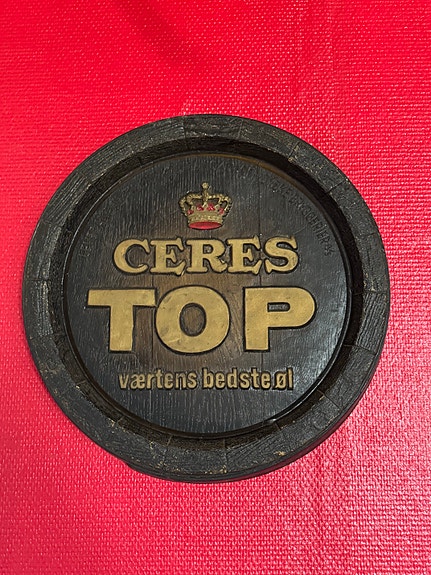 CERES
TOP
værtens bedste øl